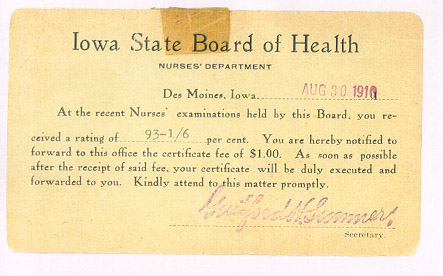 Iowa State Board of Health
NURSES' DEPARTMENT
Des Moines, Iowa, AUG 30 1910
At the recent Nurses' examinations held by this Board, you re-
ceived a rating of 93-1/6 per cent. You are hereby notified to
forward to this office the certificate fee of $1.00. As soon as possible
after the receipt of said fee, your certificate will be duly executed and
forwarded to you. Kindly attend to this matter promptly.
Guilford H. Sumner,
Secretary.